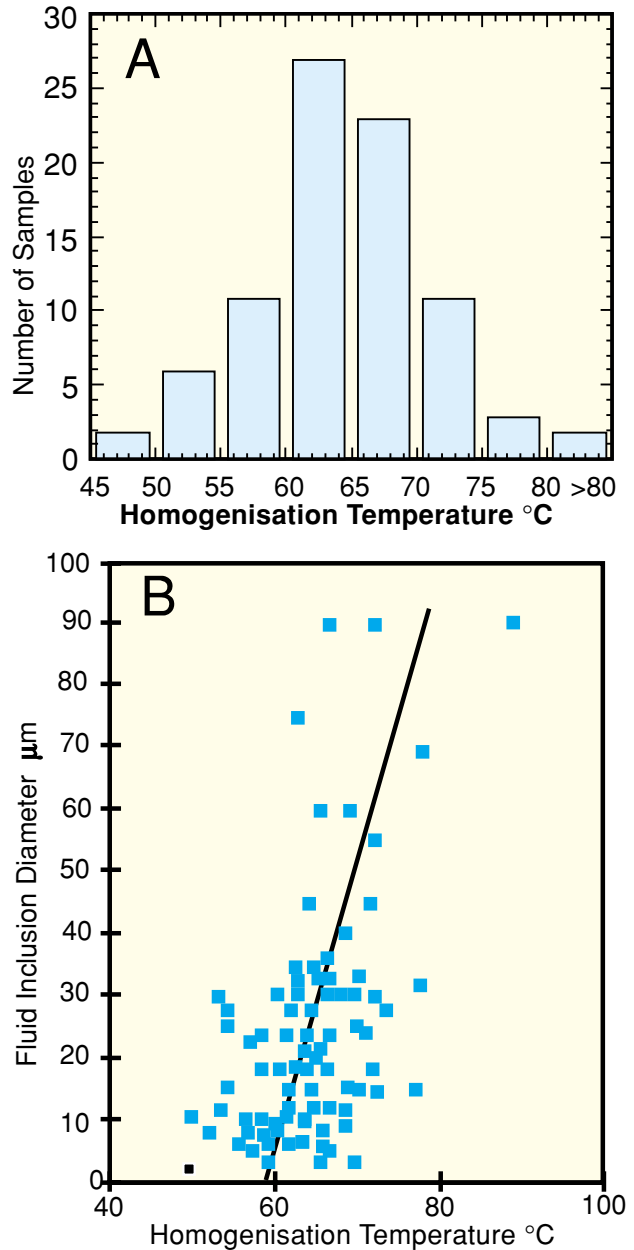 30
A
25
20
15
10
5
0
Number of Samples
45 50 55 60 65 70 75 80 >80
Homogenisation Temperature °C
100
B
90
80
70
60
50
40
30
20
10
0
Fluid Inclusion Diameter μm
40 60 80 100
Homogenisation Temperature °C